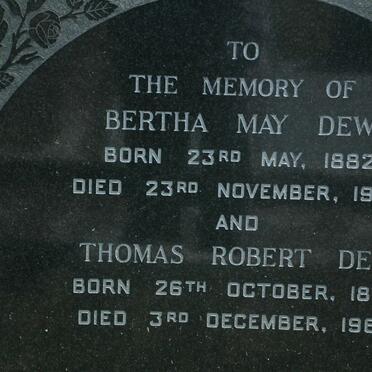 TO
THE MEMORY OF
BERTHA MAY DEW
BORN 23RD MAY, 1882
DIED 23RD NOVEMBER, 19
AND
THOMAS ROBERT DE
BORN 26TH OCTOBER, 18
DIED 3RD DECEMBER, 196